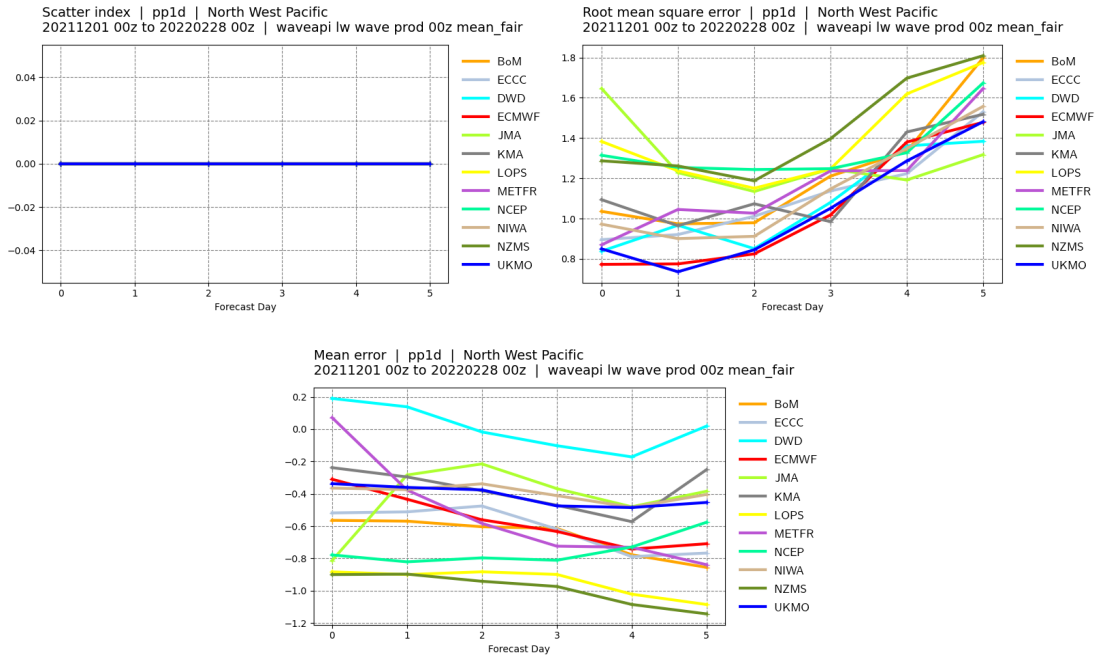 Scatter index | pp1d | North West Pacific
20211201 00z to 20220228 00z | waveapi lw wave prod 00z mean_fair
0.04
0.02
0.00
−0.02
−0.04
0 1 2 3 4 5
Forecast Day
BoM
ECCC
DWD
ECMWF
JMA
KMA
LOPS
METFR
NCEP
NIWA
NZMS
UKMO
Root mean square error | pp1d | North West Pacific
20211201 00z to 20220228 00z | waveapi lw wave prod 00z mean_fair
1.8
1.6
1.4
1.2
1.0
0.8
0 1 2 3 4 5
Forecast Day
BoM
ECCC
DWD
ECMWF
JMA
KMA
LOPS
METFR
NCEP
NIWA
NZMS
UKMO
Mean error | pp1d | North West Pacific
20211201 00z to 20220228 00z | waveapi lw wave prod 00z mean_fair
0.2
0.0
−0.2
−0.4
−0.6
−0.8
−1.0
−1.2
0 1 2 3 4 5
Forecast Day
BoM
ECCC
DWD
ECMWF
JMA
KMA
LOPS
METFR
NCEP
NIWA
NZMS
UKMO